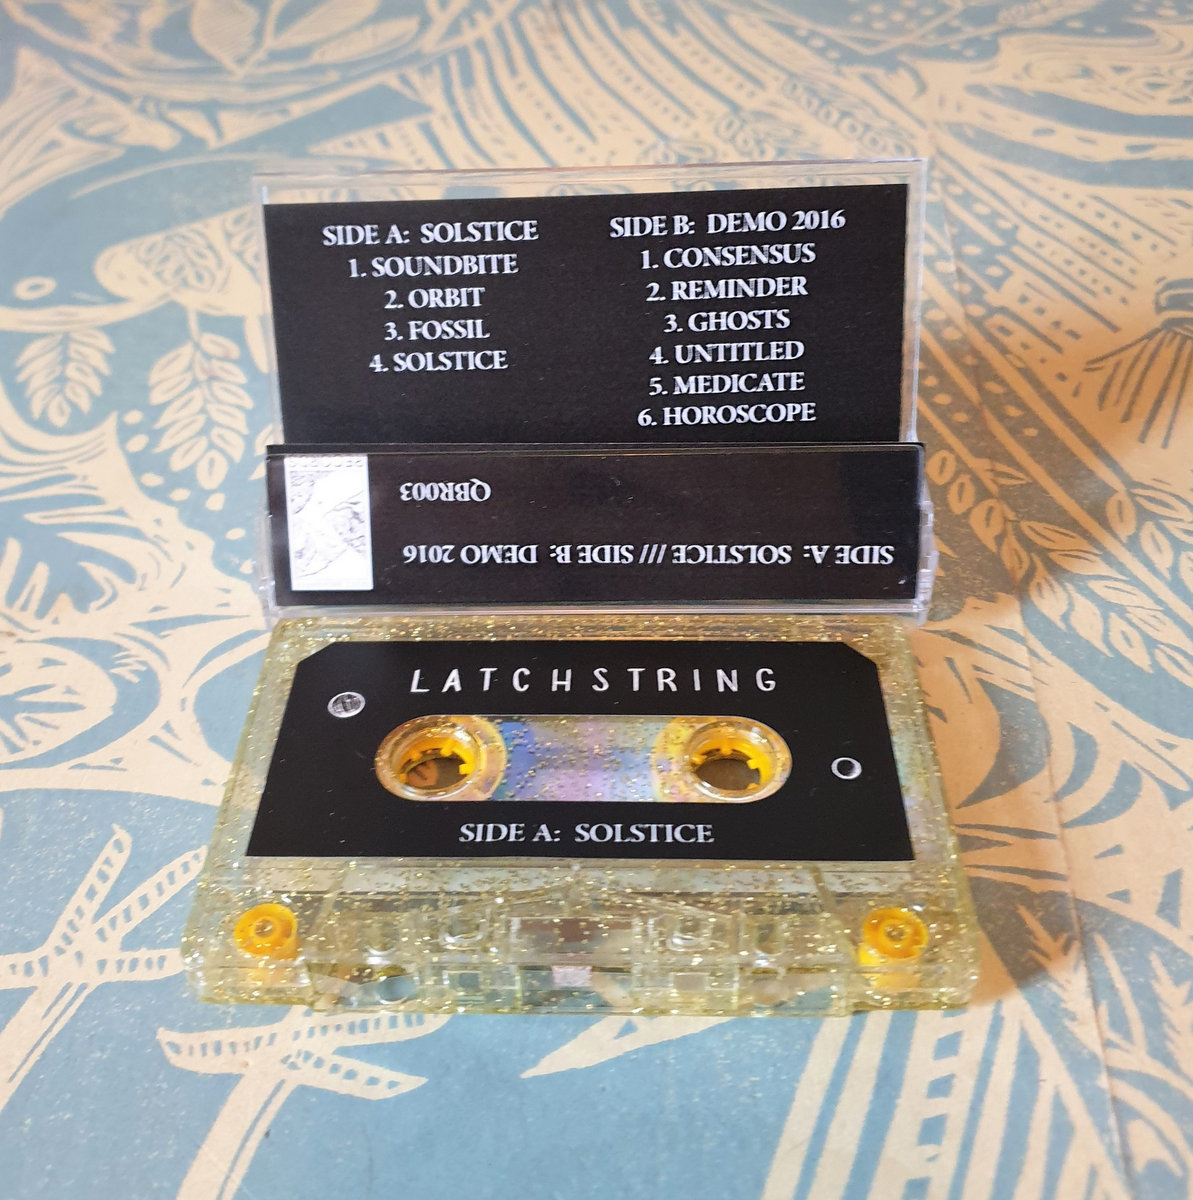 SIDE A: SOLSTICE
1. SOUNDBITE
2. ORBIT
3. FOSSIL
4. SOLSTICE
SIDE B: DEMO 2016
1. CONSENSUS
2. REMINDER
3. GHOSTS
4. UNTITLED
5. MEDICATE
6. HOROSCOPE
SIDE A: SOLSTICE /// SIDE B: DEMO 2016
QBR003
LATCHSTRING
SIDE A: SOLSTICE